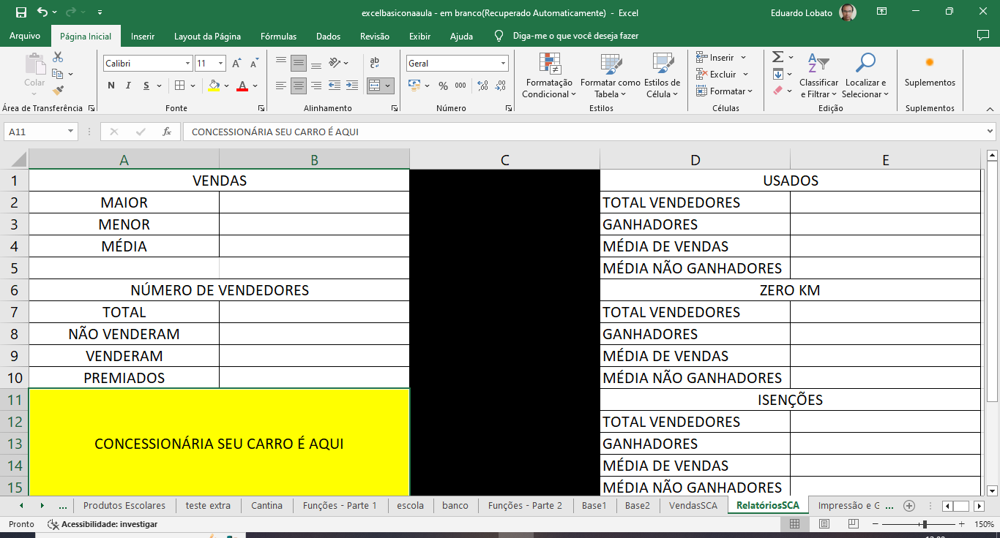 excelbasiconaaula - em branco(Recuperado Automaticamente) - Excel
Eduardo Lobato
Arquivo Página Inicial Inserir Layout da Página Fórmulas Dados Revisão Exibir Ajuda Diga-me o que você deseja fazer
Colar
Área de Transferência
Calibri 11
N I S
A
Fonte
ab
Alinhamento
Geral
% 000
Número
Formatação Condicional
Formatar como Tabela
Estilos de Célula
Estilos
Inserir
Excluir
Formatar
Células
Classificar e Filtrar
Localizar e Selecionar
Edição
Suplementos
Suplementos
A11 fx CONCESSIONÁRIA SEU CARRO É AQUI
A B C D E
1 VENDAS USADOS
2 MAIOR TOTAL VENDEDORES
3 MENOR GANHADORES
4 MÉDIA MÉDIA DE VENDAS
5 MÉDIA NÃO GANHADORES
6 NÚMERO DE VENDEDORES ZERO KM
7 TOTAL TOTAL VENDEDORES
8 NÃO VENDERAM GANHADORES
9 VENDERAM MÉDIA DE VENDAS
10 PREMIADOS MÉDIA NÃO GANHADORES
11 ISENÇÕES
12 TOTAL VENDEDORES
13 CONCESSIONÁRIA SEU CARRO É AQUI GANHADORES
14 MÉDIA DE VENDAS
15 MÉDIA NÃO GANHADORES
... Produtos Escolares teste extra Cantina Funções - Parte 1 escola banco Funções - Parte 2 Base1 Base2 VendasSCA RelatóriosSCA Impressão e G ...
Pronto Acessibilidade: investigar 150%